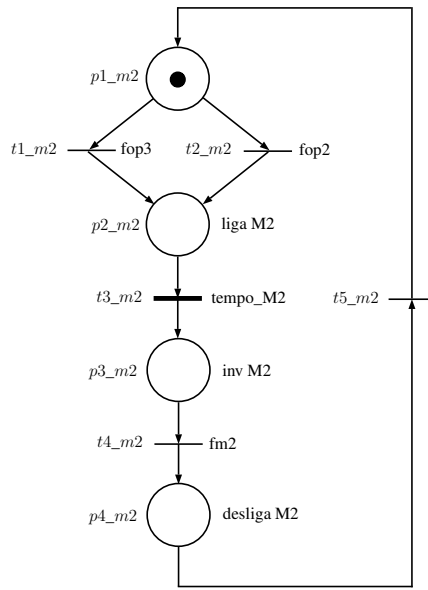 p1_m2
t1_m2 fop3 t2_m2 fop2
p2_m2 liga M2
t3_m2 tempo_M2 t5_m2
p3_m2 inv M2
t4_m2 fm2
p4_m2 desliga M2